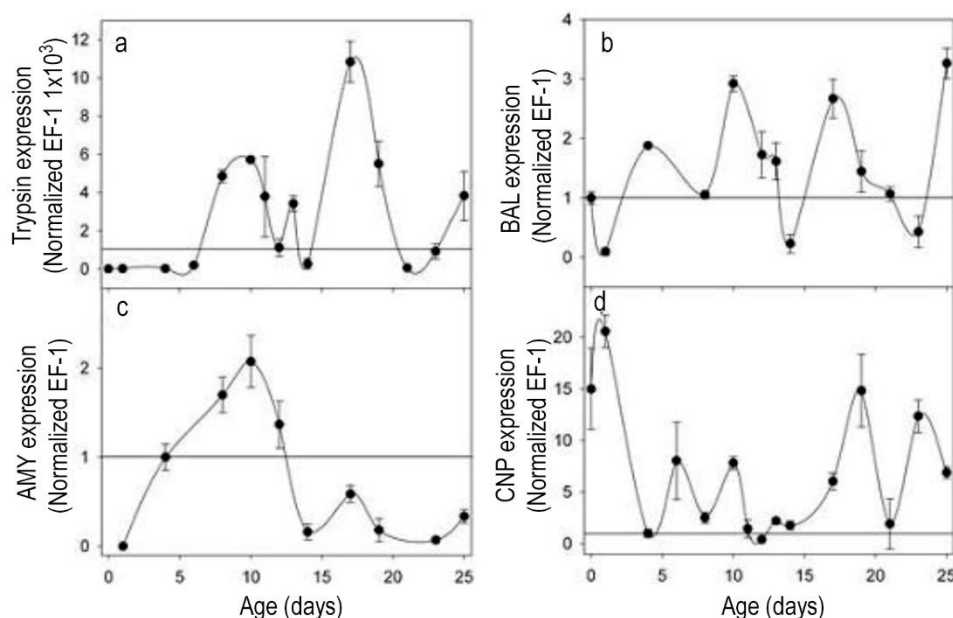 a
Trypsin expression
(Normalized EF-1 1x10³)
12
10
8
6
4
2
0
b
BAL expression
(Normalized EF-1)
4
3
2
1
0
c
AMY expression
(Normalized EF-1)
2
1
0
0 5 10 15 20 25
Age (days)
d
CNP expression
(Normalized EF-1)
20
15
10
5
0
0 5 10 15 20 25
Age (days)